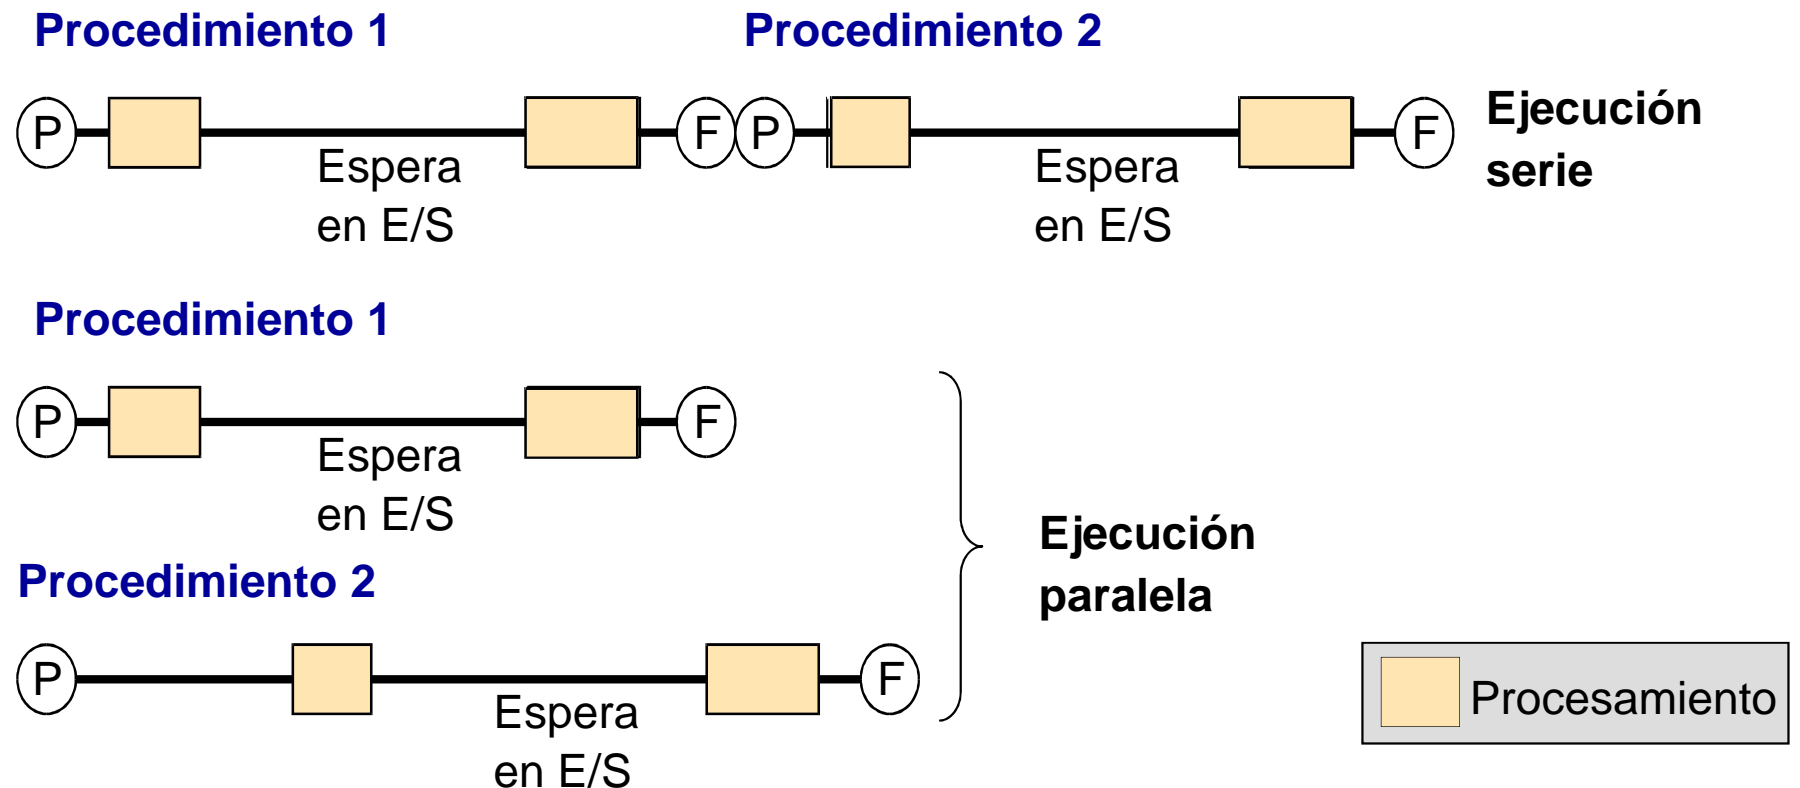 Procedimiento 1
Procedimiento 2
P
F
P
F
Espera
en E/S
Espera
en E/S
Ejecución
serie
Procedimiento 1
P
F
Espera
en E/S
Procedimiento 2
P
F
Espera
en E/S
Ejecución
paralela
Procesamiento